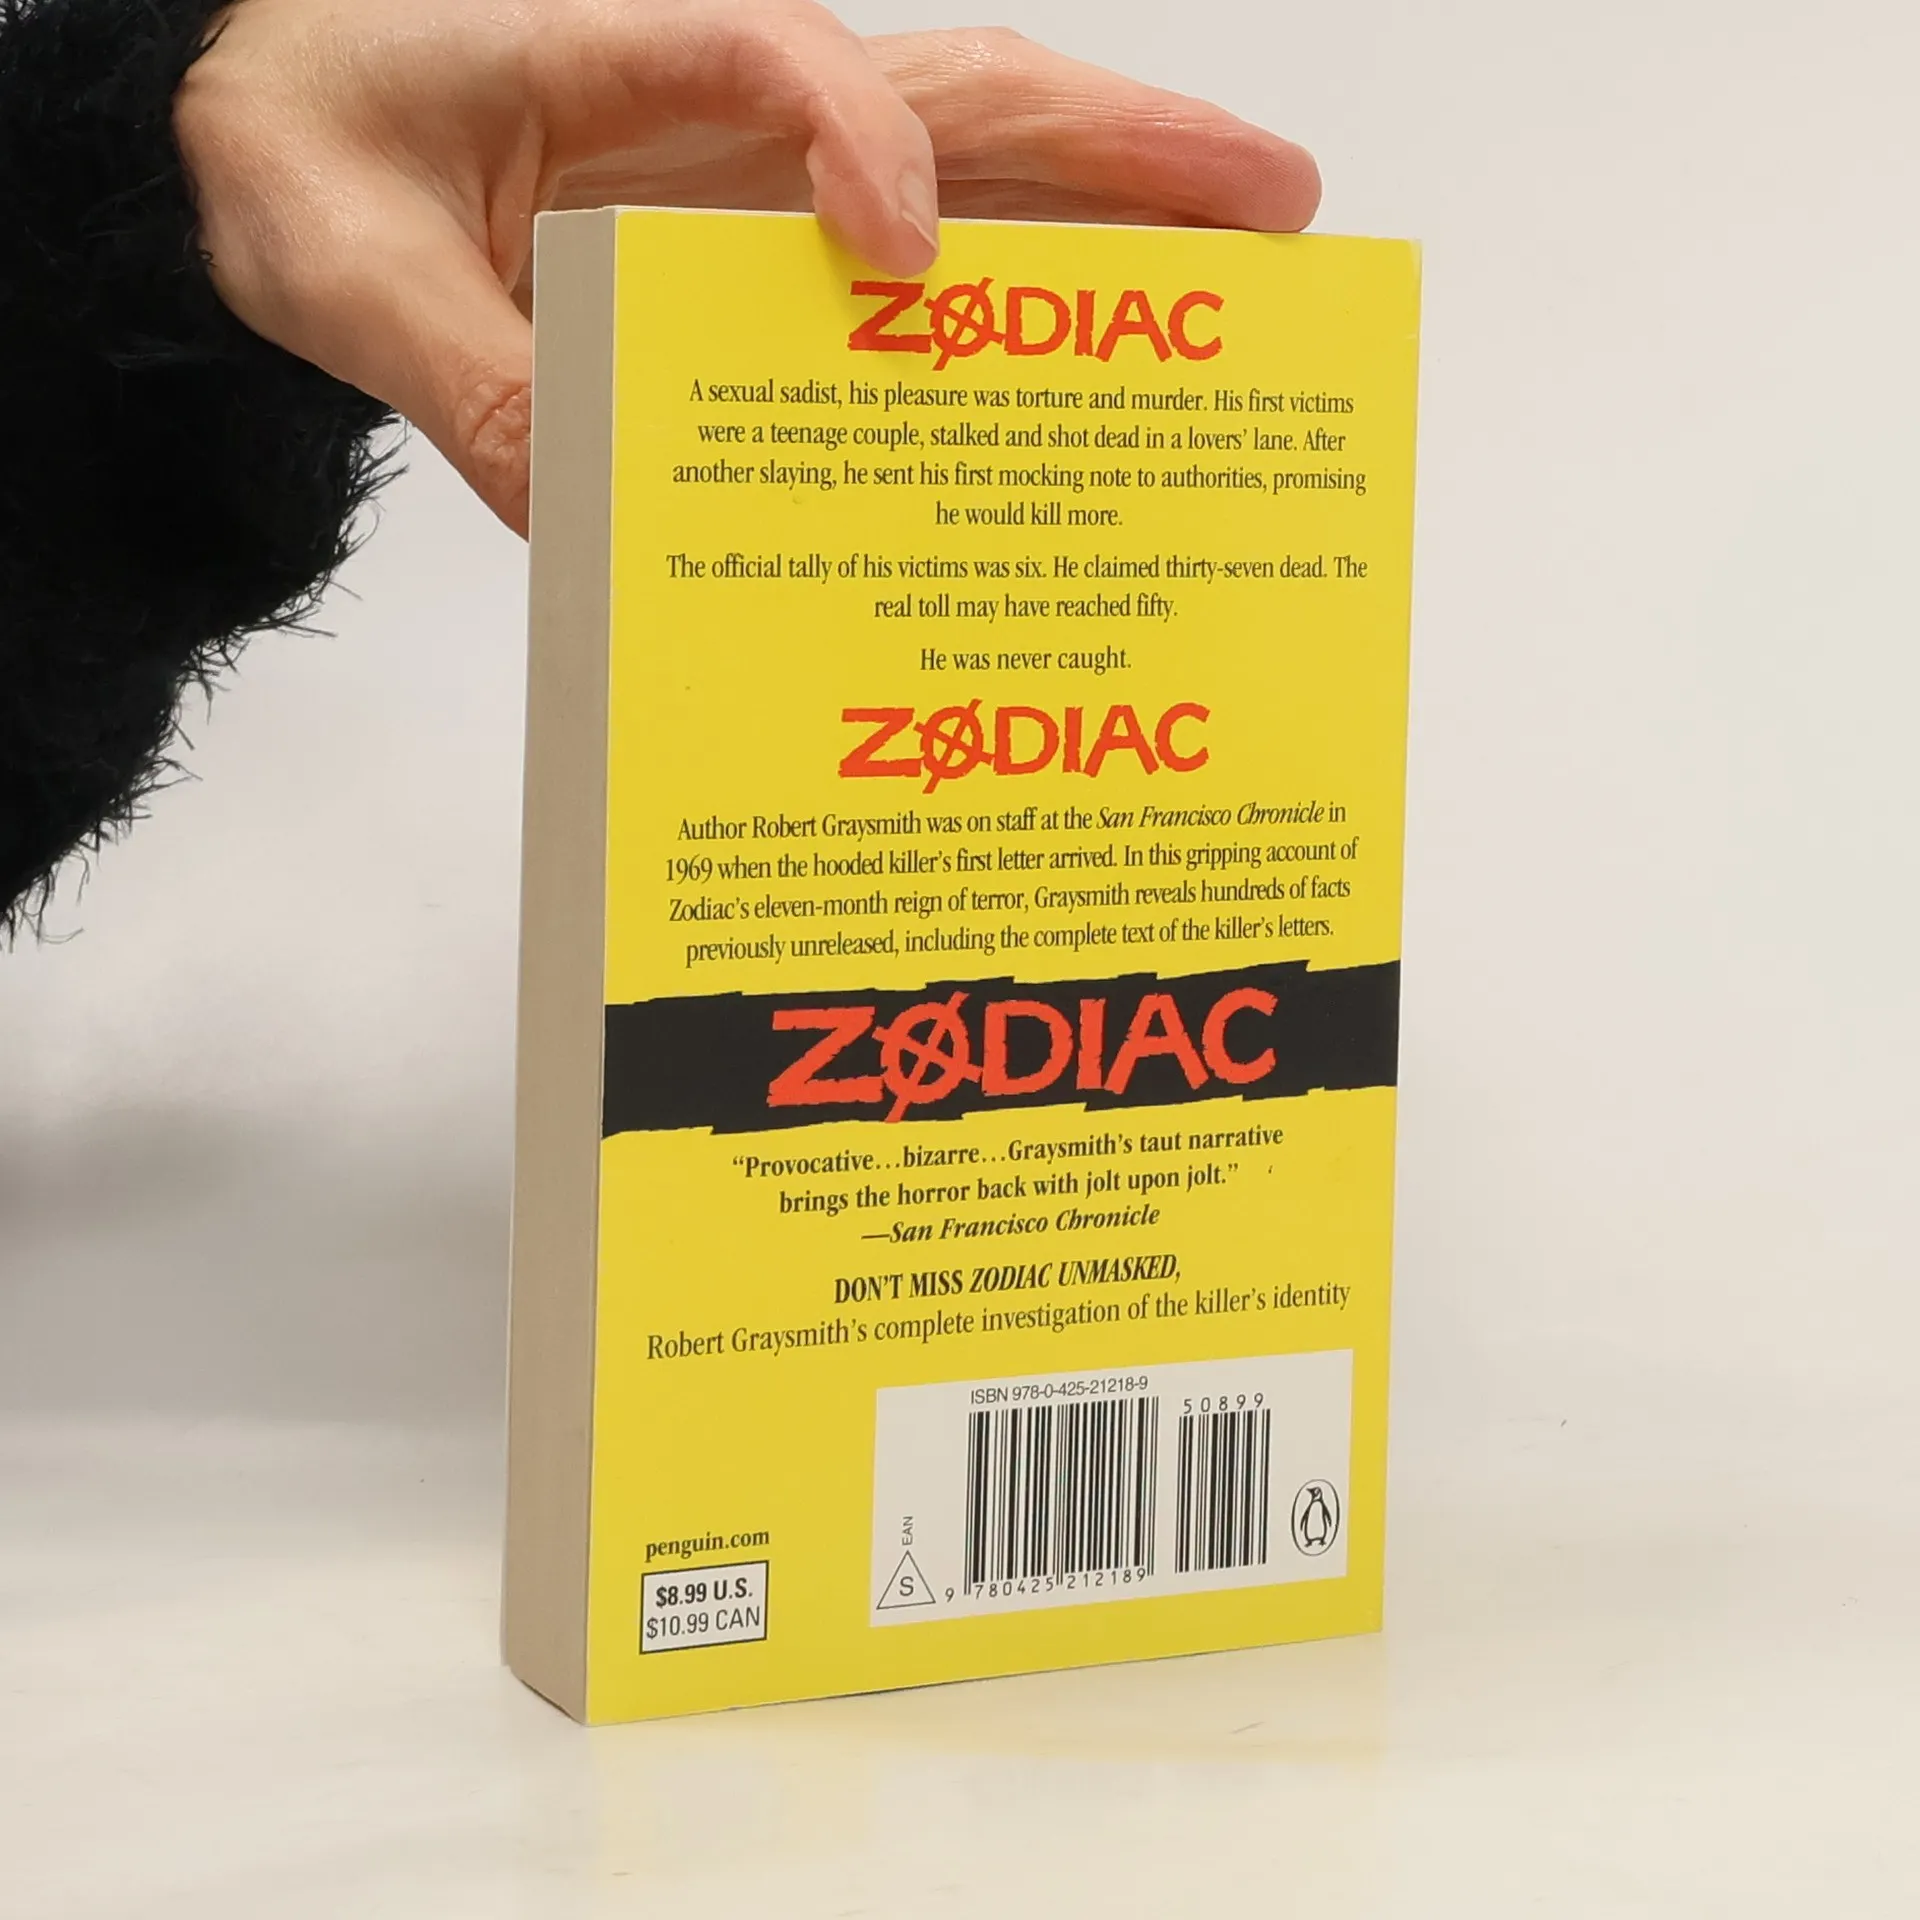 ZODIAC
A sexual sadist, his pleasure was torture and murder. His first victims
were a teenage couple, stalked and shot dead in a lovers’ lane. After
another slaying, he sent his first mocking note to authorities, promising
he would kill more.
The official tally of his victims was six. He claimed thirty-seven dead. The
real toll may have reached fifty.
He was never caught.
ZODIAC
Author Robert Graysmith was on staff at the San Francisco Chronicle in
1969 when the hooded killer’s first letter arrived. In this gripping account of
Zodiac’s eleven-month reign of terror, Graysmith reveals hundreds of facts
previously unreleased, including the complete text of the killer’s letters.
ZODIAC
“Provocative…bizarre…Graysmith’s taut narrative
brings the horror back with jolt upon jolt.”
—San Francisco Chronicle
DON’T MISS ZODIAC UNMASKED,
Robert Graysmith’s complete investigation of the killer’s identity
ISBN 978-0-425-21218-9
50899
EAN
S
9 780425 212189
penguin.com
$8.99 U.S.
$10.99 CAN